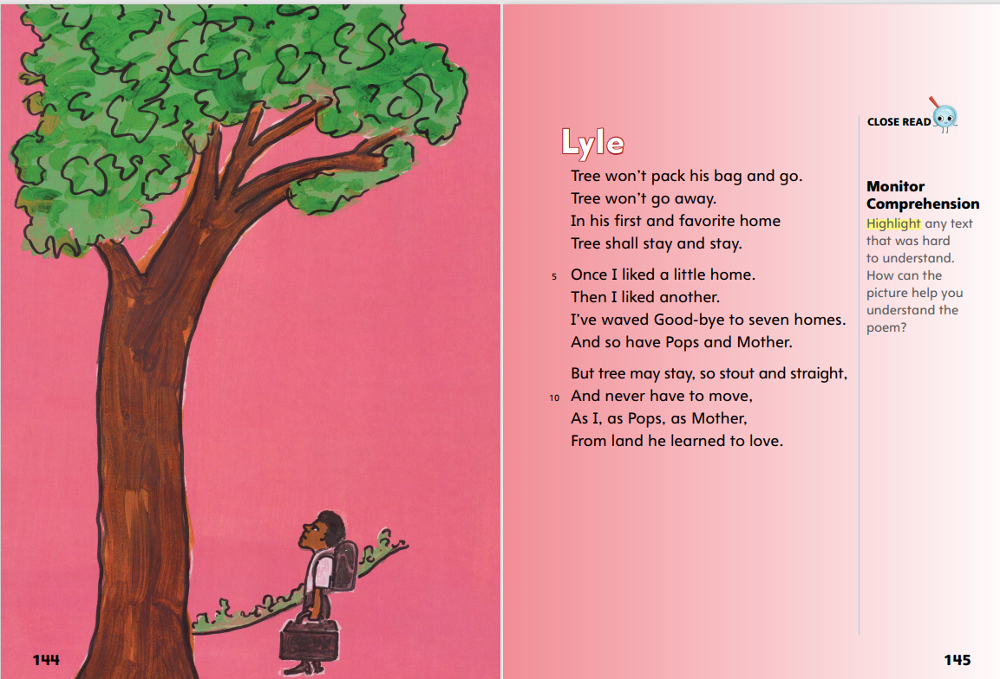 Lyle
Tree won't pack his bag and go.
Tree won't go away.
In his first and favorite home
Tree shall stay and stay.
5 Once I liked a little home.
Then I liked another.
I've waved Good-bye to seven homes.
And so have Pops and Mother.
But tree may stay, so stout and straight,
10 And never have to move,
As I, as Pops, as Mother,
From land he learned to love.
CLOSE READ
Monitor
Comprehension
Highlight any text
that was hard
to understand.
How can the
picture help you
understand the
poem?
144
145